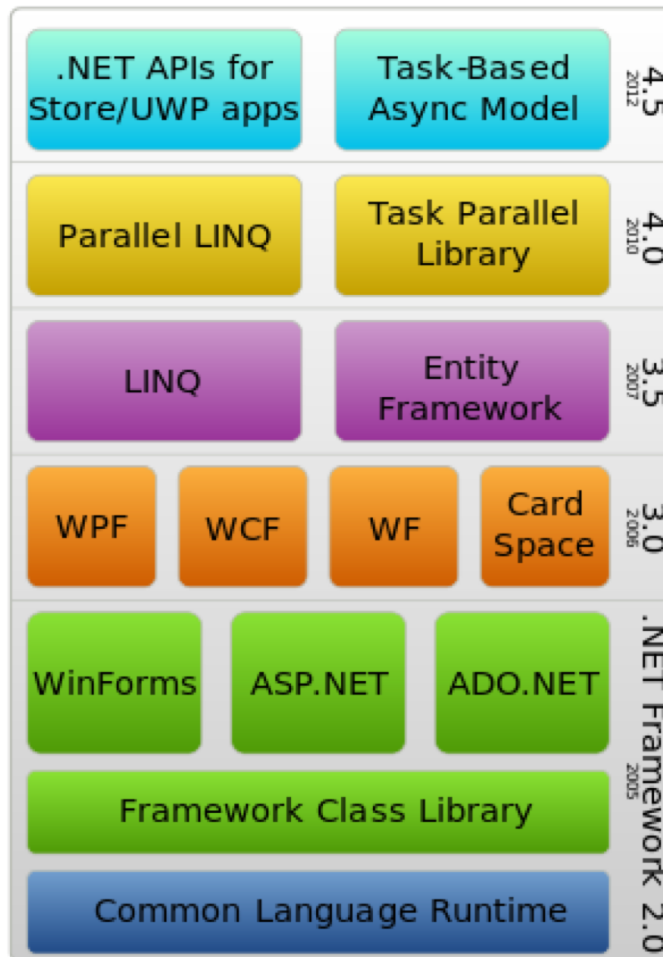 .NET APIs for
Store/UWP apps
Task-Based
Async Model
4.5
2012
Parallel LINQ
Task Parallel
Library
4.0
2010
LINQ
Entity
Framework
3.5
2007
WPF
WCF
WF
Card
Space
3.0
2006
WinForms
ASP.NET
ADO.NET
Framework Class Library
Common Language Runtime
.NET Framework 2.0
2005